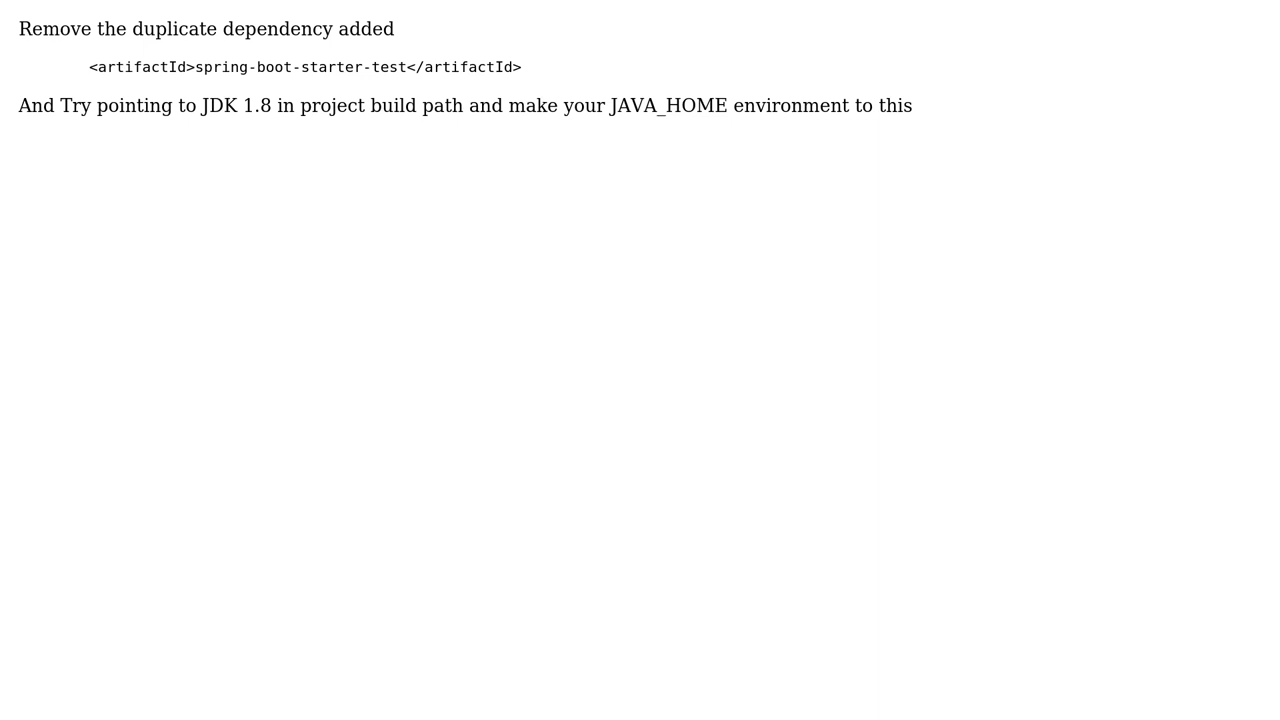 Remove the duplicate dependency added
<artifactId>spring-boot-starter-test</artifactId>
And Try pointing to JDK 1.8 in project build path and make your JAVA_HOME environment to this